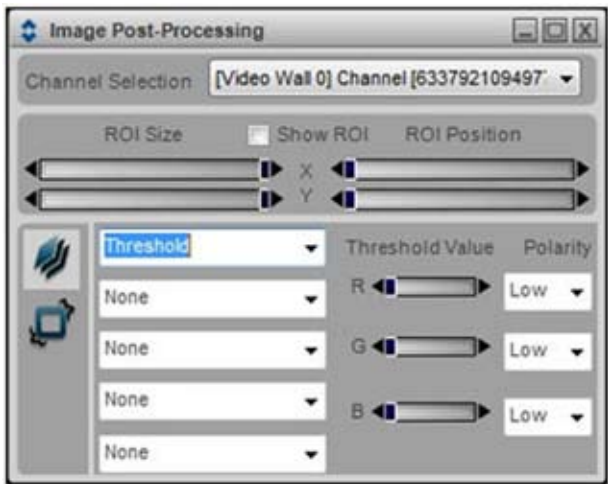 Image Post-Processing
Channel Selection [Video Wall 0] Channel [633792109497
ROI Size Show ROI ROI Position
X
Y
Threshold Threshold Value Polarity
None R Low
None G Low
None B Low
None